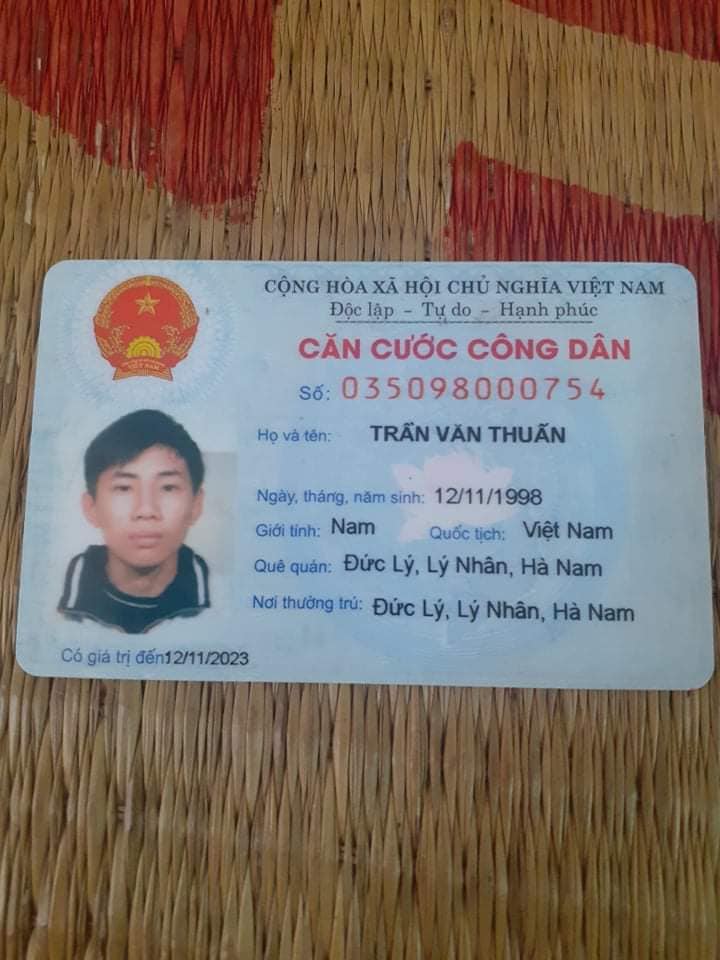 CỘNG HÒA XÃ HỘI CHỦ NGHĨA VIỆT NAM
Độc lập - Tự do - Hạnh phúc
CĂN CƯỚC CÔNG DÂN
Số: 035098000754
Họ và tên: TRẦN VĂN THUẤN
Ngày, tháng, năm sinh: 12/11/1998
Giới tính: Nam Quốc tịch: Việt Nam
Quê quán: Đức Lý, Lý Nhân, Hà Nam
Nơi thường trú: Đức Lý, Lý Nhân, Hà Nam
Có giá trị đến: 12/11/2023
VIỆT NAM